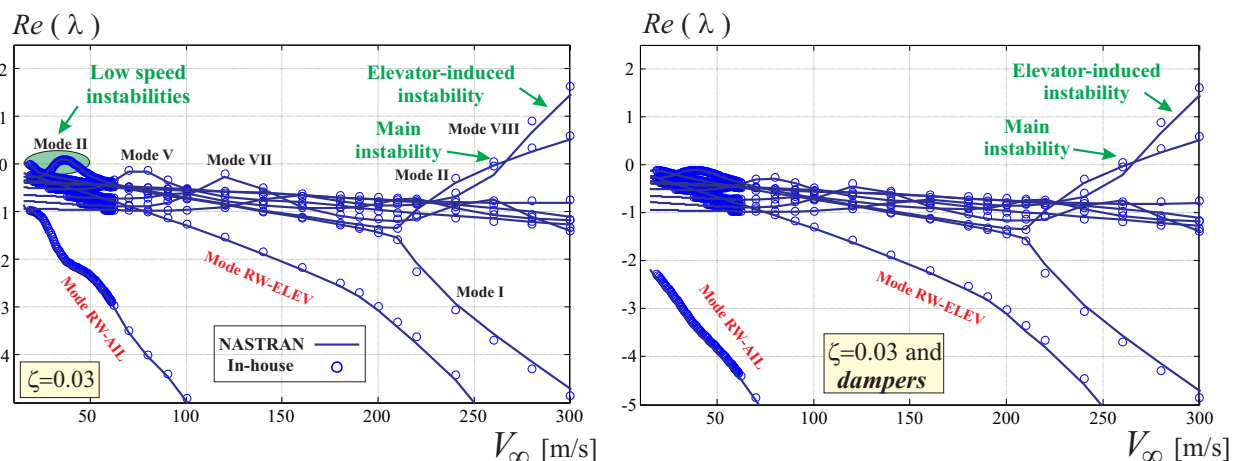 Re ( λ )
2
1
0
-1
-2
-3
4
Low speed
instabilities
Mode II
Mode V
Mode VII
Elevator-induced
instability
Main
instability
Mode VIII
Mode II
Mode RW-ELEV
Mode I
Mode RW-AIL
NASTRAN
In-house
ζ=0.03
50
100
150
200
250
300
V∞ [m/s]
Re ( λ )
2
1
0
-1
-2
-3
-4
-5
Elevator-induced
instability
Main
instability
Mode RW-AIL
Mode RW-ELEV
ζ=0.03 and
dampers
50
100
150
200
250
300
V∞ [m/s]